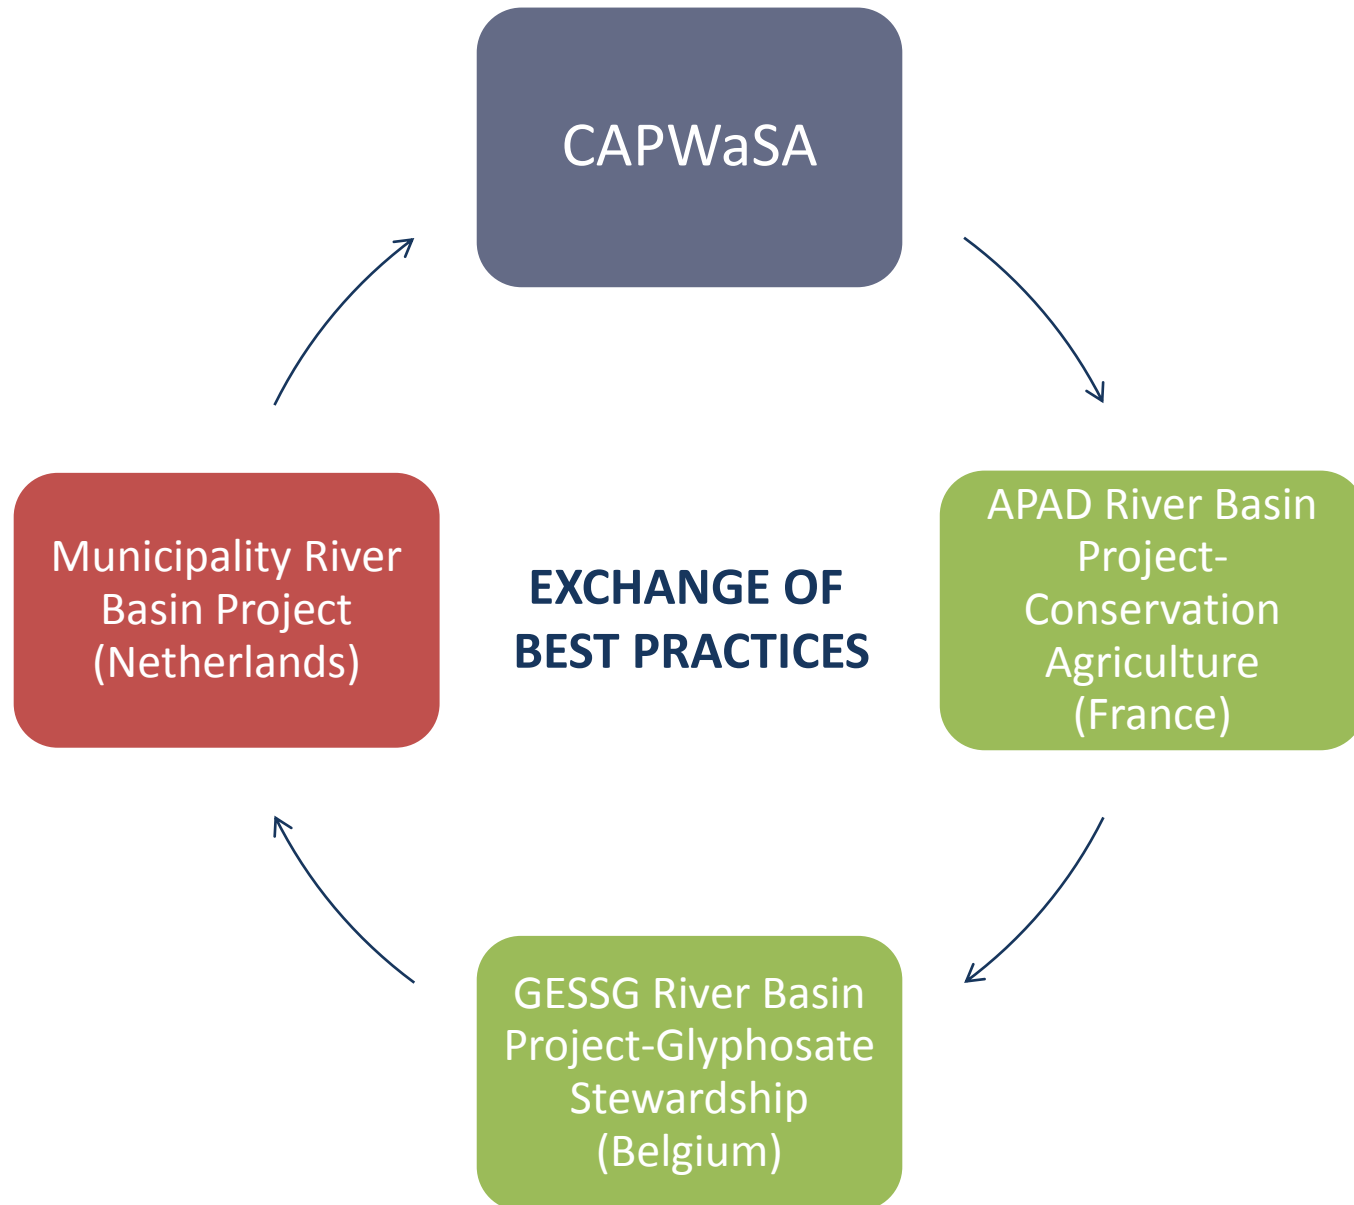 CAPWaSA
Municipality River
Basin Project
(Netherlands)
EXCHANGE OF
BEST PRACTICES
APAD River Basin
Project-
Conservation
Agriculture
(France)
GESSG River Basin
Project-Glyphosate
Stewardship
(Belgium)